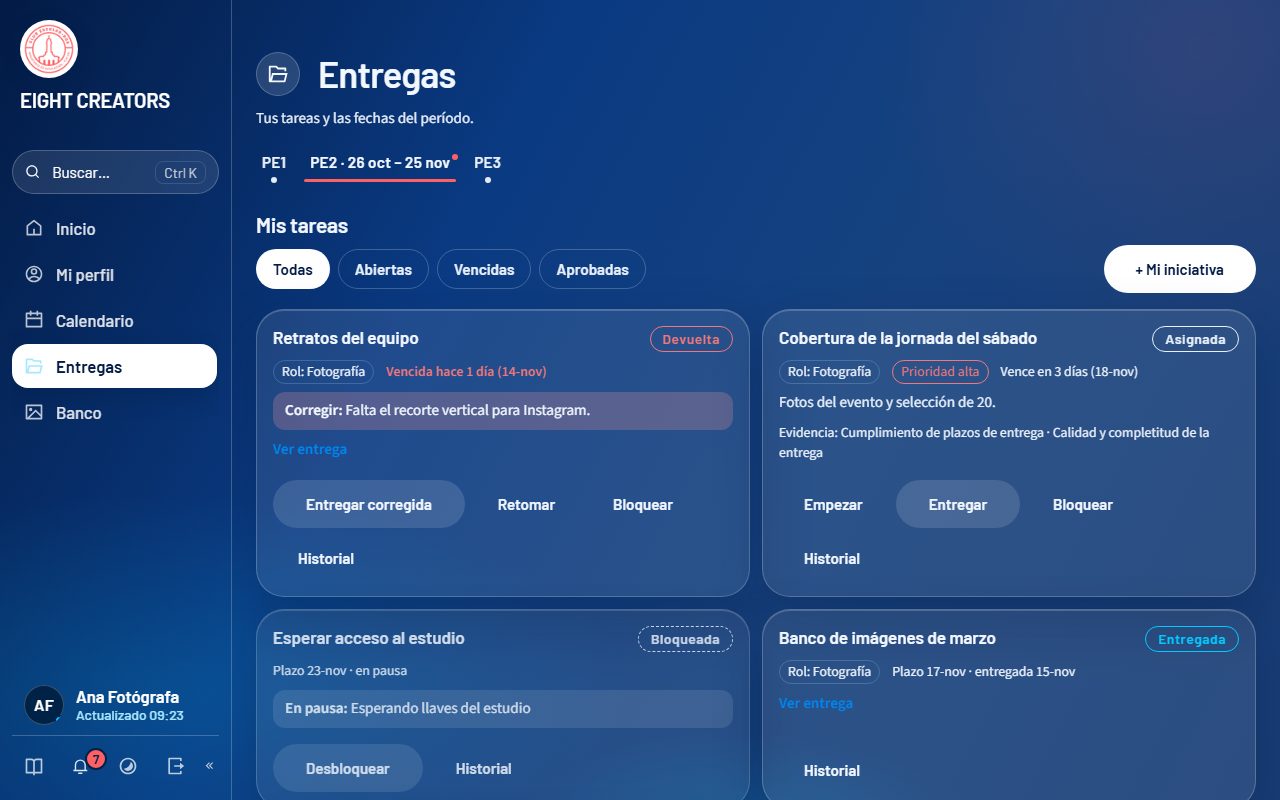 EIGHT CREATORS
Buscar...
Ctrl K
Inicio
Mi perfil
Calendario
Entregas
Banco
AF
Ana Fotógrafa
Actualizado 09:23
7
«
Entregas
Tus tareas y las fechas del período.
PE1
PE2 · 26 oct – 25 nov
PE3
Mis tareas
Todas
Abiertas
Vencidas
Aprobadas
+ Mi iniciativa
Retratos del equipo
Devuelta
Rol: Fotografía
Vencida hace 1 día (14-nov)
Corregir: Falta el recorte vertical para Instagram.
Ver entrega
Entregar corregida
Retomar
Bloquear
Historial
Cobertura de la jornada del sábado
Asignada
Rol: Fotografía
Prioridad alta
Vence en 3 días (18-nov)
Fotos del evento y selección de 20.
Evidencia: Cumplimiento de plazos de entrega · Calidad y completitud de la
entrega
Empezar
Entregar
Bloquear
Historial
Esperar acceso al estudio
Bloqueada
Plazo 23-nov · en pausa
En pausa: Esperando llaves del estudio
Desbloquear
Historial
Banco de imágenes de marzo
Entregada
Rol: Fotografía
Plazo 17-nov · entregada 15-nov
Ver entrega
Historial